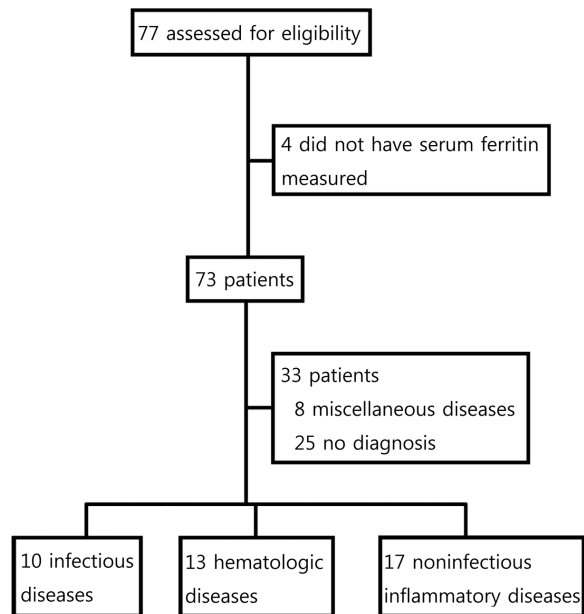 77 assessed for eligibility
4 did not have serum ferritin
measured
73 patients
33 patients
8 miscellaneous diseases
25 no diagnosis
10 infectious
diseases
13 hematologic
diseases
17 noninfectious
inflammatory diseases